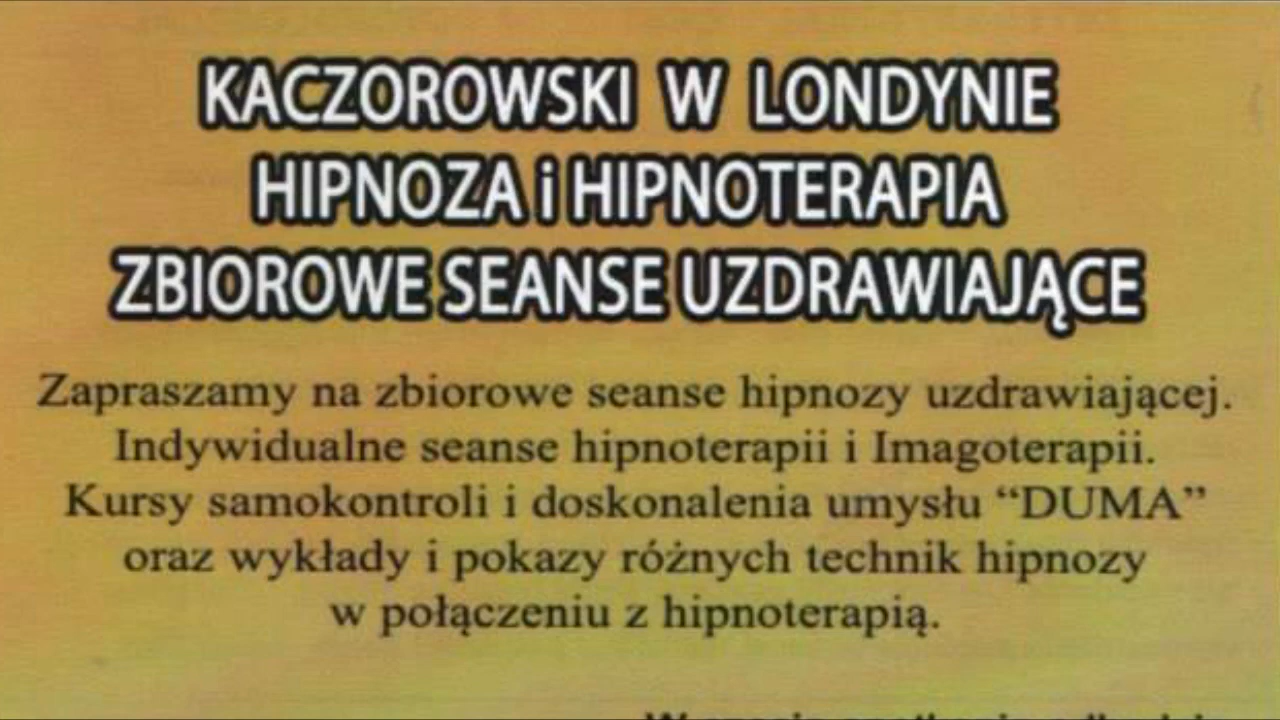 KACZOROWSKI W LONDYNIE
HIPNOZA i HIPNOTERAPIA
ZBIOROWE SEANSE UZDRAWIAJĄCE
Zapraszamy na zbiorowe seanse hipnozy uzdrawiającej.
Indywidualne seanse hipnoterapii i Imagoterapii.
Kursy samokontroli i doskonalenia umysłu “DUMA”
oraz wykłady i pokazy różnych technik hipnozy
w połączeniu z hipnoterapią.